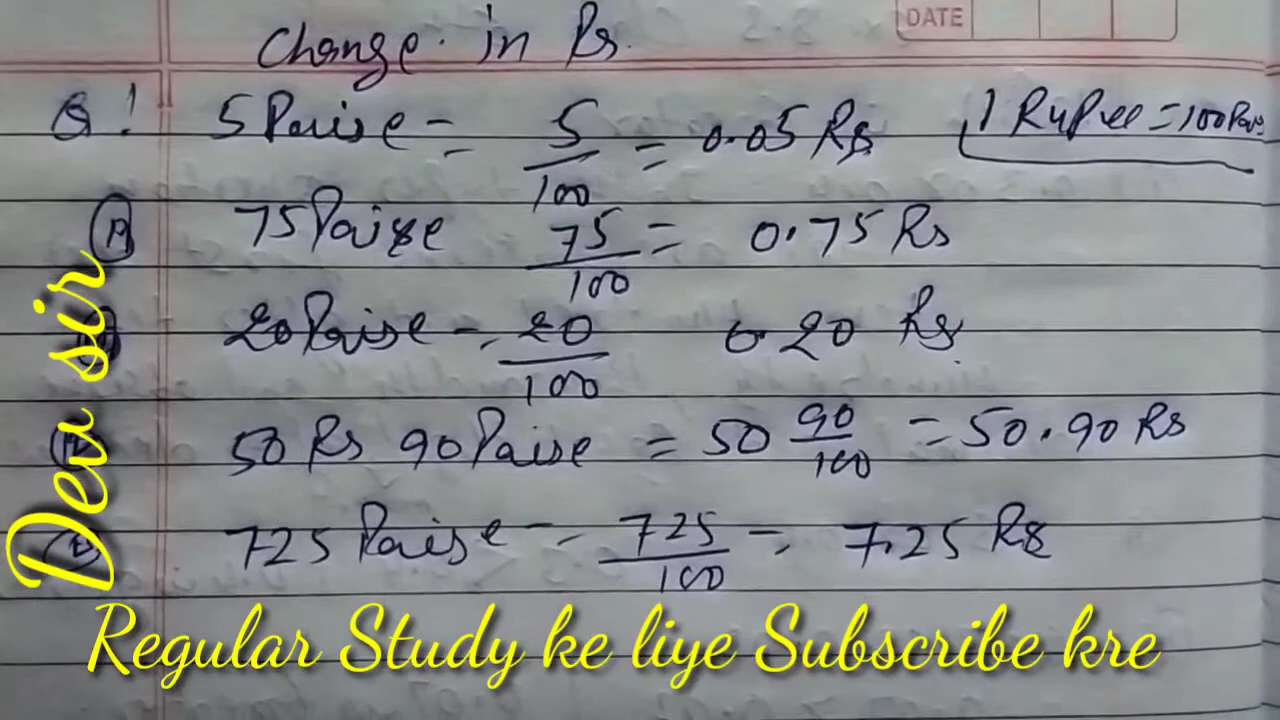 DATE
Change in Rs.
Q! 5 Paise = 5/100 = 0.05 Rs
1 Rupee = 100 Pais
A 75 Paise 75/100 = 0.75 Rs
20 Paise - 20/100 0.20 Rs.
50 Rs 90 Paise = 50 90/100 = 50.90 Rs
E 725 Paise = 725/100 = 7.25 Rs
Dev sir
Regular Study ke liye Subscribe kre